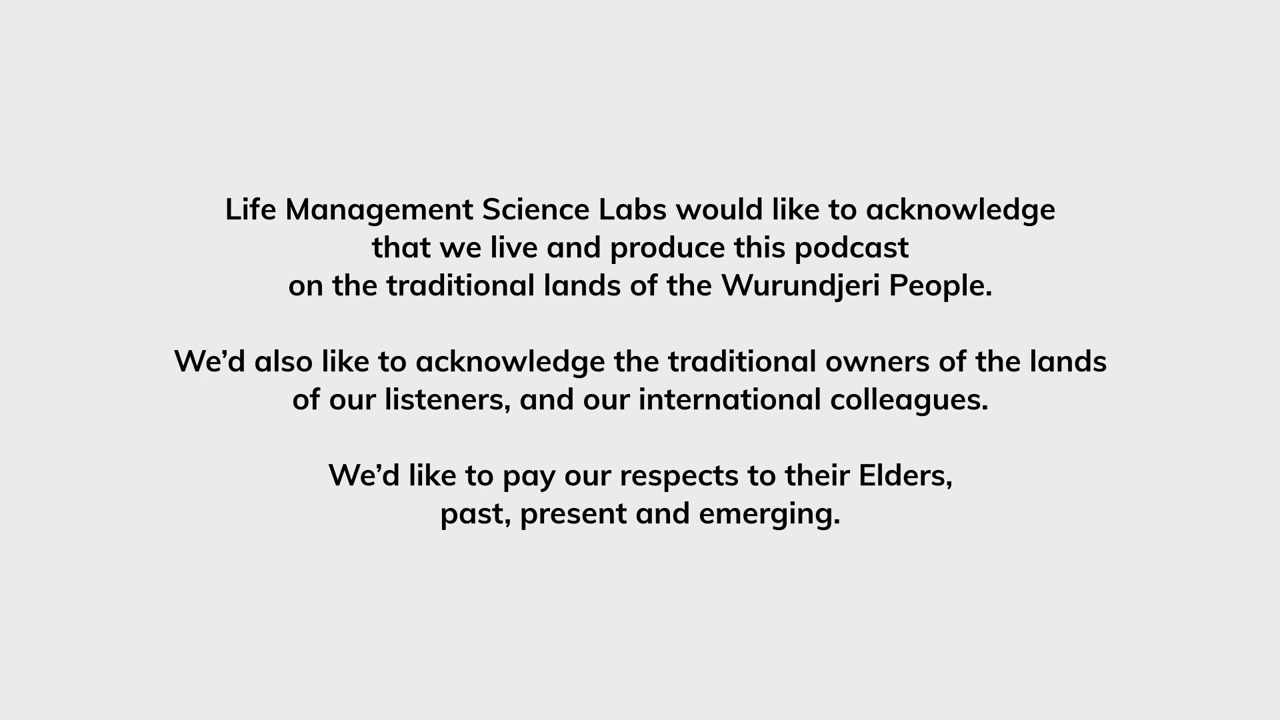 Life Management Science Labs would like to acknowledge
that we live and produce this podcast
on the traditional lands of the Wurundjeri People.
We’d also like to acknowledge the traditional owners of the lands
of our listeners, and our international colleagues.
We’d like to pay our respects to their Elders,
past, present and emerging.